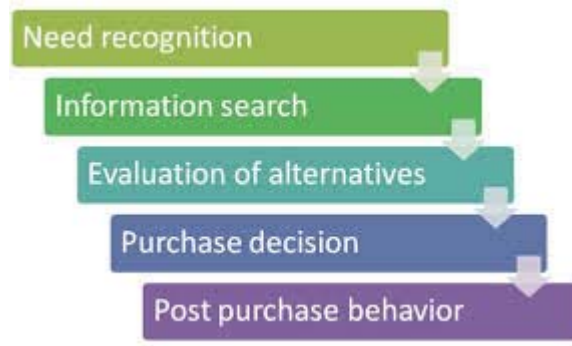 Need recognition
Information search
Evaluation of alternatives
Purchase decision
Post purchase behavior